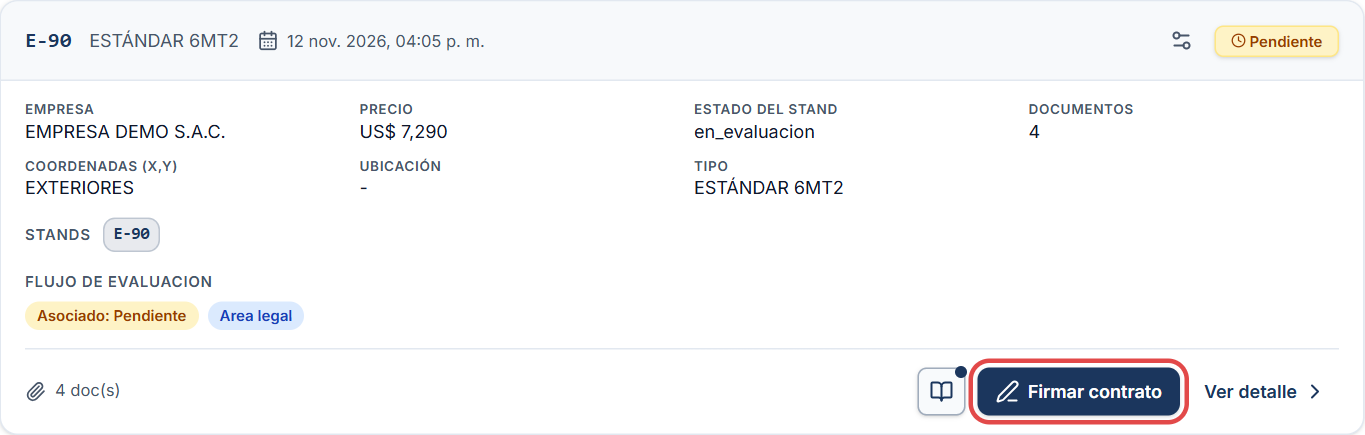 E-90 ESTÁNDAR 6MT2 12 nov. 2026, 04:05 p. m. Pendiente
EMPRESA PRECIO ESTADO DEL STAND DOCUMENTOS
EMPRESA DEMO S.A.C. US$ 7,290 en_evaluacion 4
COORDENADAS (X,Y) UBICACIÓN TIPO
EXTERIORES - ESTÁNDAR 6MT2
STANDS E-90
FLUJO DE EVALUACION
Asociado: Pendiente Area legal
4 doc(s) Firmar contrato Ver detalle